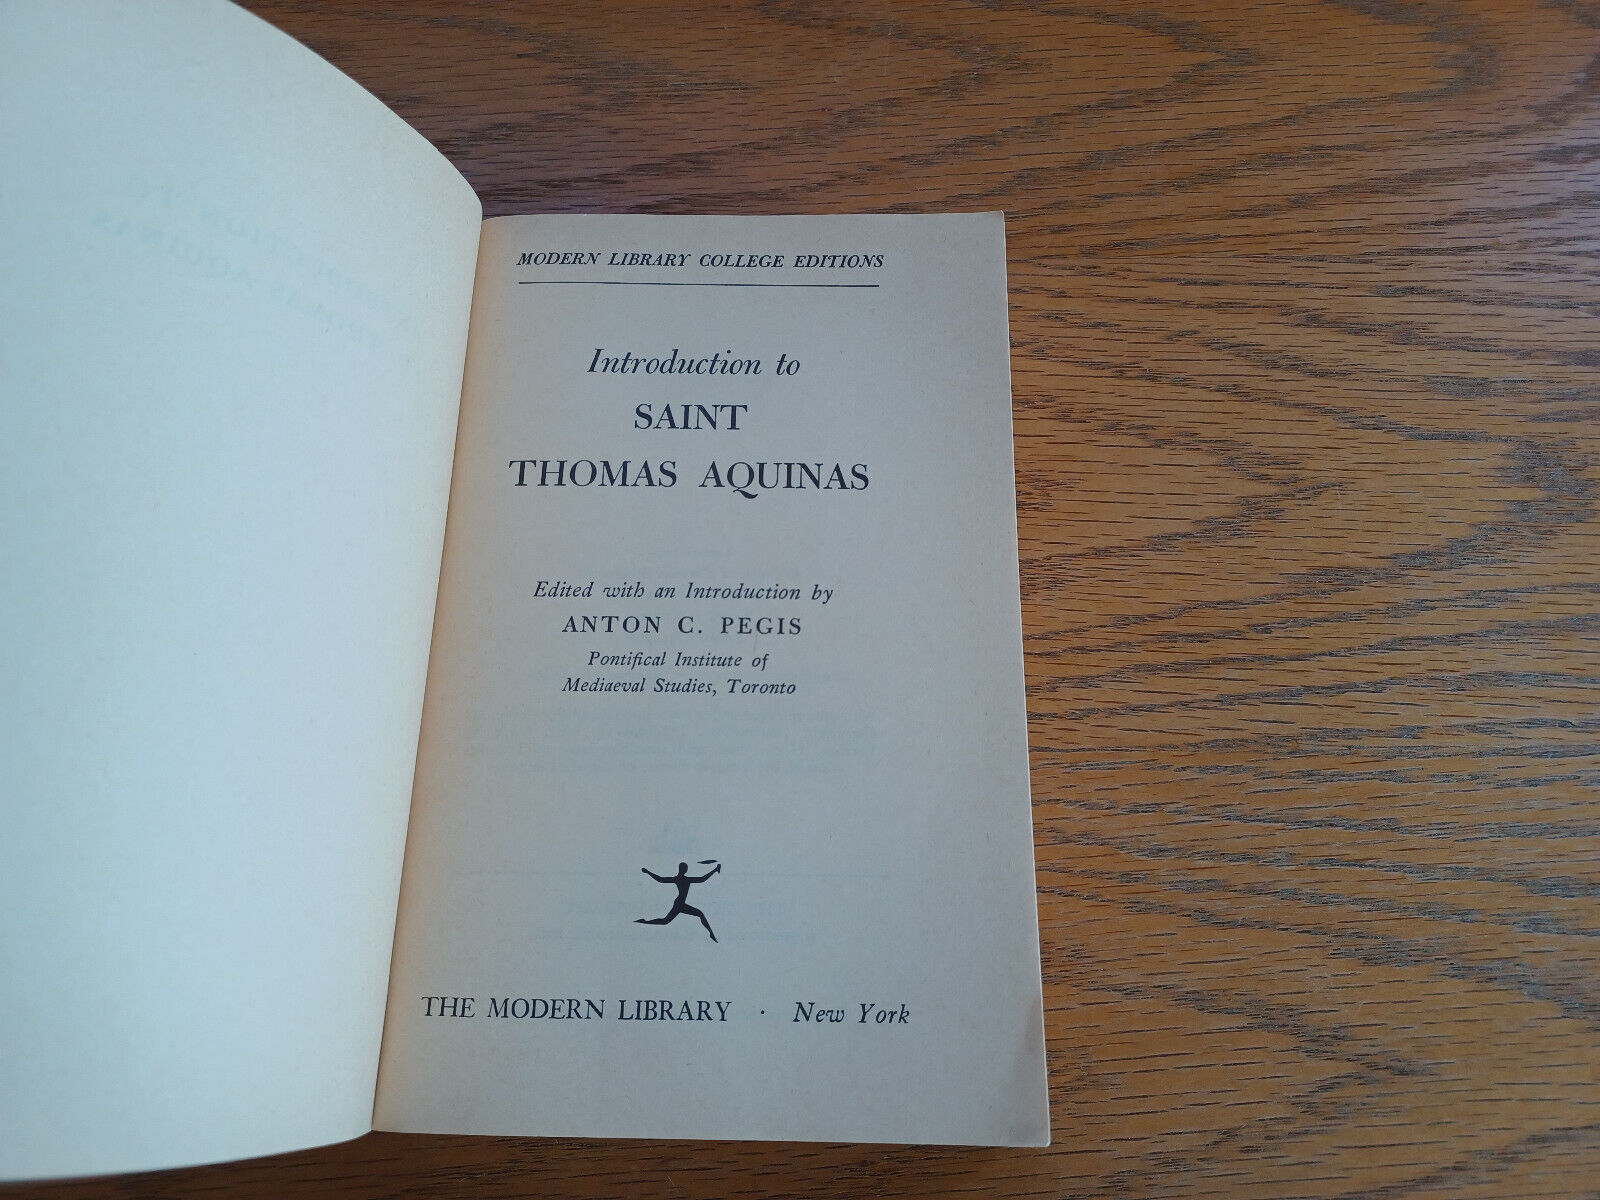 MODERN LIBRARY COLLEGE EDITIONS
Introduction to
SAINT
THOMAS AQUINAS
Edited with an Introduction by
ANTON C. PEGIS
Pontifical Institute of
Mediaeval Studies, Toronto
THE MODERN LIBRARY · New York